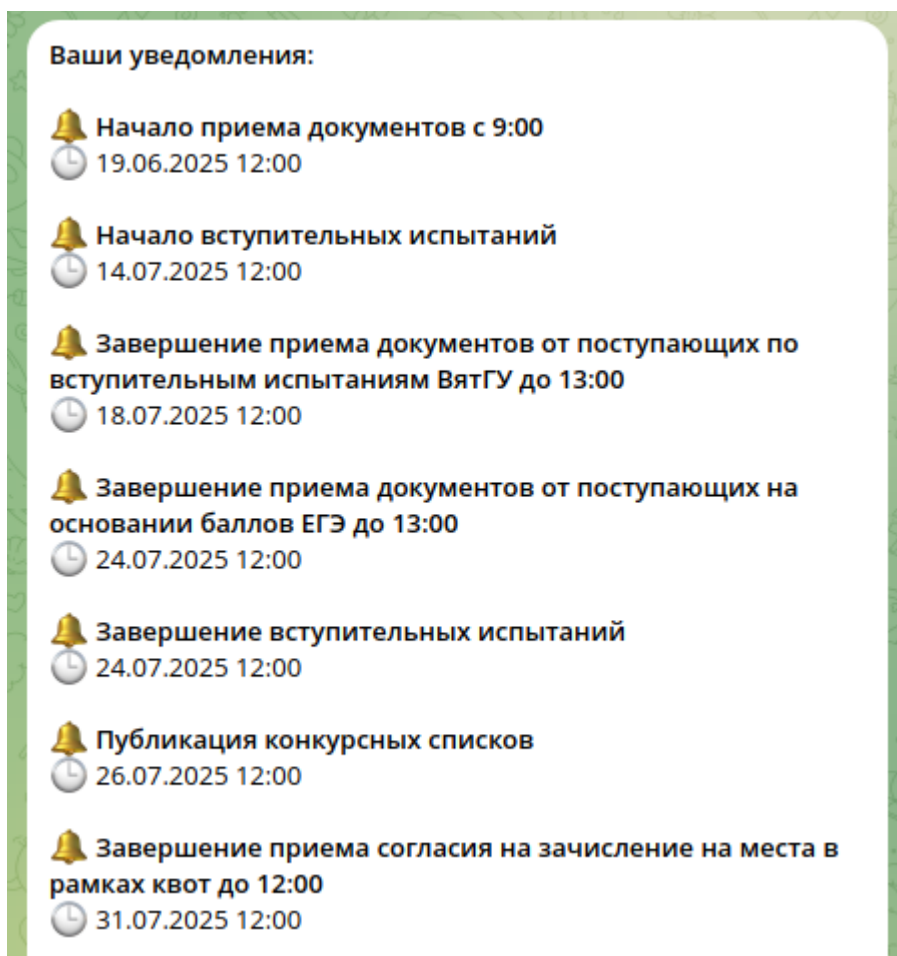 Ваши уведомления:
🔔 Начало приема документов с 9:00
🕒 19.06.2025 12:00
🔔 Начало вступительных испытаний
🕒 14.07.2025 12:00
🔔 Завершение приема документов от поступающих по
вступительным испытаниям ВятГУ до 13:00
🕒 18.07.2025 12:00
🔔 Завершение приема документов от поступающих на
основании баллов ЕГЭ до 13:00
🕒 24.07.2025 12:00
🔔 Завершение вступительных испытаний
🕒 24.07.2025 12:00
🔔 Публикация конкурсных списков
🕒 26.07.2025 12:00
🔔 Завершение приема согласия на зачисление на места в
рамках квот до 12:00
🕒 31.07.2025 12:00